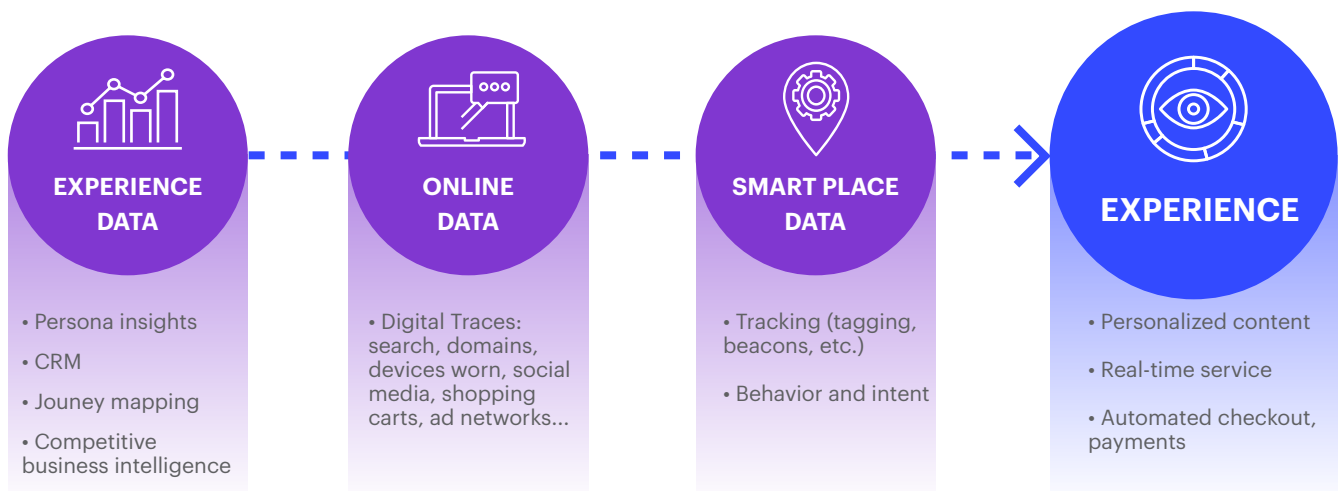 EXPERIENCE
DATA
• Persona insights
• CRM
• Jouney mapping
• Competitive
business intelligence
ONLINE
DATA
• Digital Traces:
search, domains,
devices worn, social
media, shopping
carts, ad networks...
SMART PLACE
DATA
• Tracking (tagging,
beacons, etc.)
• Behavior and intent
EXPERIENCE
• Personalized content
• Real-time service
• Automated checkout,
payments